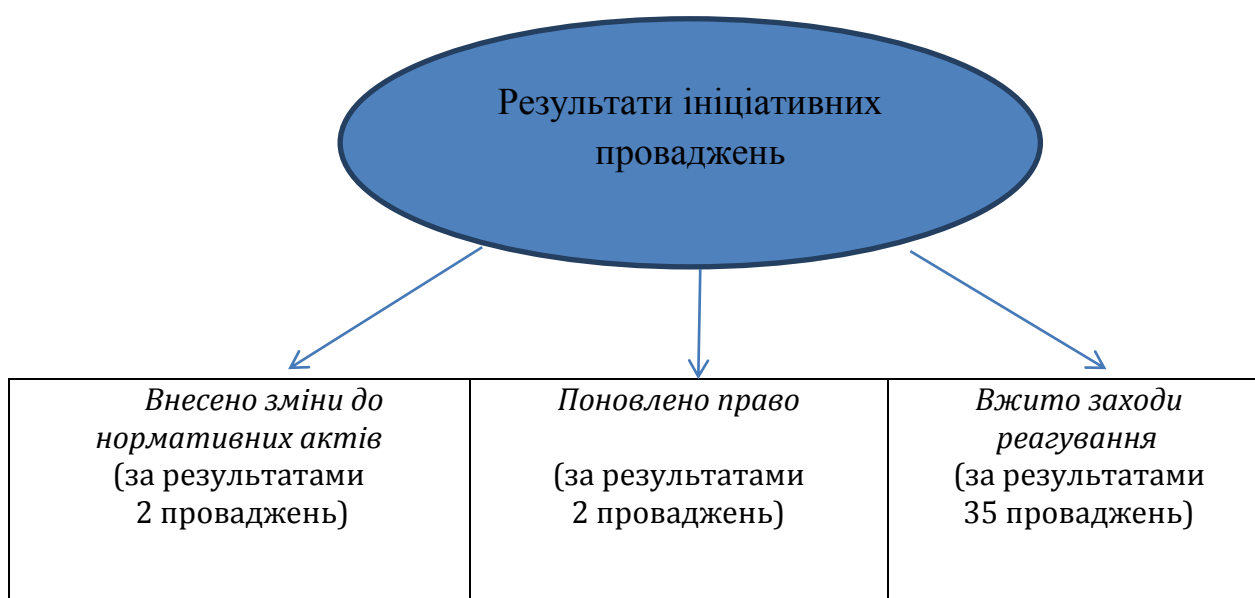 Результати ініціативних
проваджень
Внесено зміни до
нормативних актів
(за результатами
2 проваджень)
Поновлено право
(за результатами
2 проваджень)
Вжито заходи
реагування
(за результатами
35 проваджень)